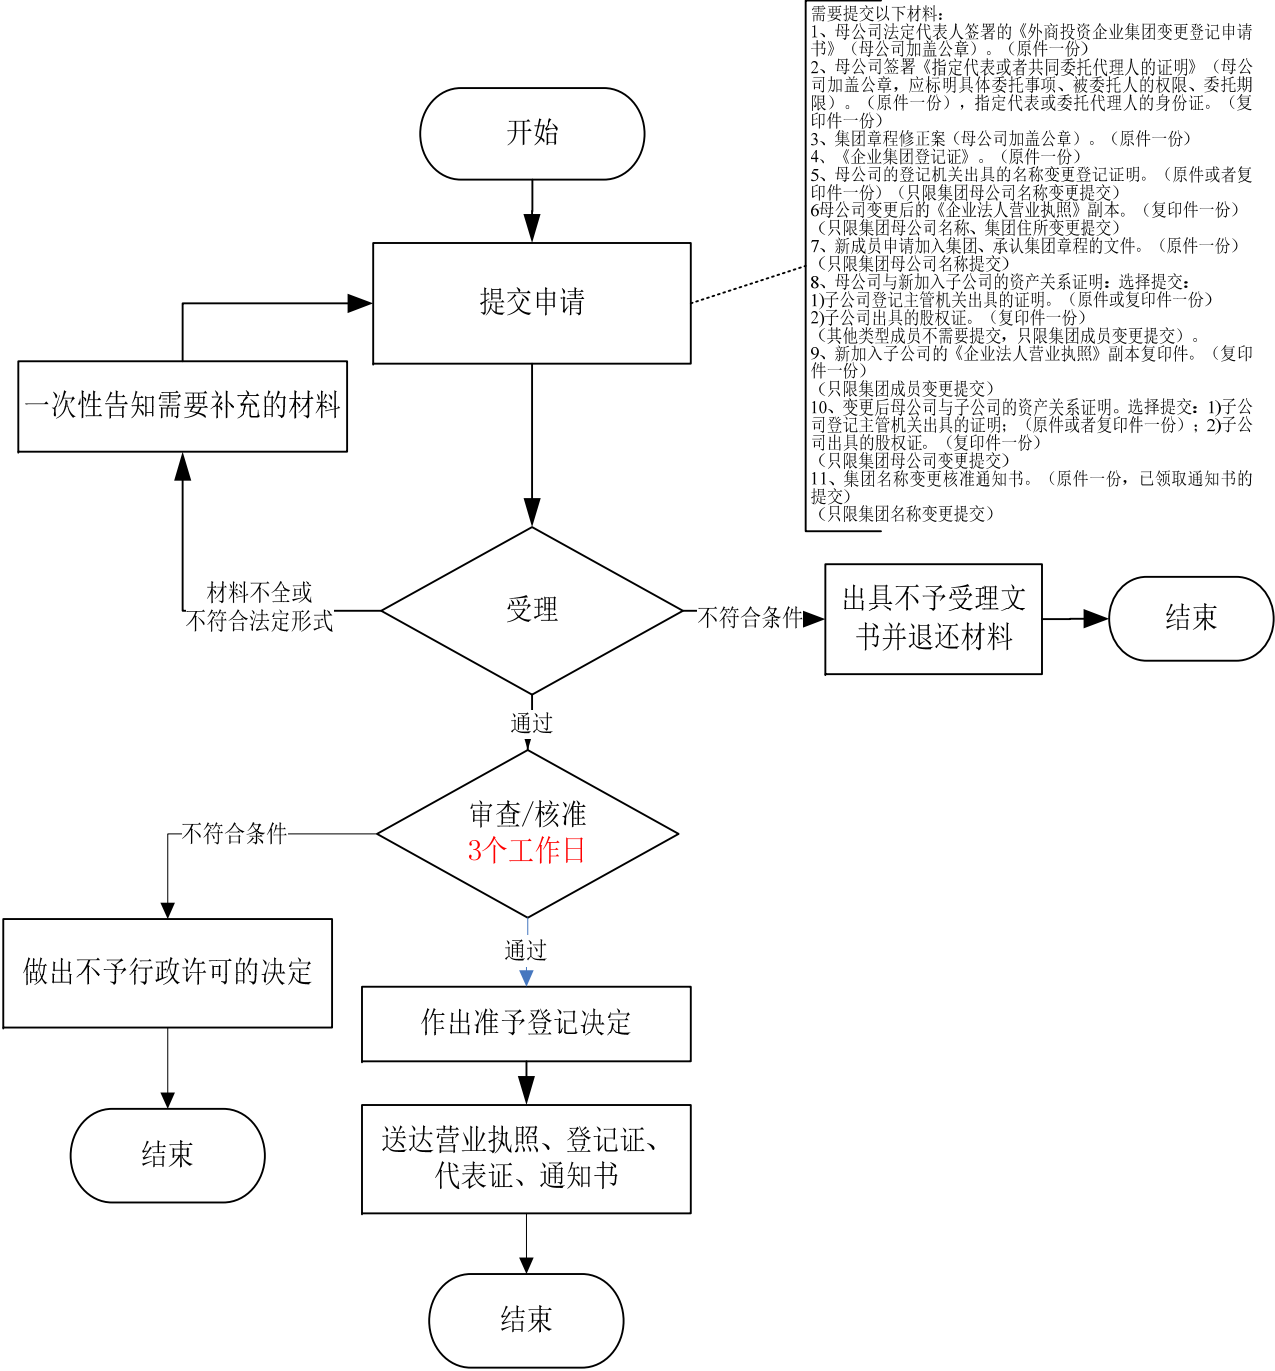 需要提交以下材料：
1、母公司法定代表人签署的《外商投资企业集团变更登记申请
书》（母公司加盖公章）。（原件一份）
2、母公司签署《指定代表或者共同委托代理人的证明》（母公
司加盖公章，应标明具体委托事项、被委托人的权限、委托期
限）。（原件一份），指定代表或委托代理人的身份证。（复
印件一份）
3、集团章程修正案（母公司加盖公章）。（原件一份）
4、《企业集团登记证》。（原件一份）
5、母公司的登记机关出具的名称变更登记证明。（原件或者复
印件一份）（只限集团母公司名称变更提交）
6母公司变更后的《企业法人营业执照》副本。（复印件一份）
（只限集团母公司名称、集团住所变更提交）
7、新成员申请加入集团、承认集团章程的文件。（原件一份）
（只限集团母公司名称提交）
8、母公司与新加入子公司的资产关系证明：选择提交：
1)子公司登记主管机关出具的证明。（原件或复印件一份）
2)子公司出具的股权证。（复印件一份）
（其他类型成员不需要提交，只限集团成员变更提交）。
9、新加入子公司的《企业法人营业执照》副本复印件。（复印
件一份）
（只限集团成员变更提交）
10、变更后母公司与子公司的资产关系证明。选择提交：1)子公
司登记主管机关出具的证明；（原件或者复印件一份）；2)子公
司出具的股权证。（复印件一份）
（只限集团母公司变更提交）
11、集团名称变更核准通知书。（原件一份，已领取通知书的
提交）
（只限集团名称变更提交）
开始
提交申请
一次性告知需要补充的材料
材料不全或
不符合法定形式
受理
不符合条件
出具不予受理文
书并退还材料
结束
通过
审查/核准
3个工作日
不符合条件
通过
做出不予行政许可的决定
作出准予登记决定
结束
送达营业执照、登记证、
代表证、通知书
结束